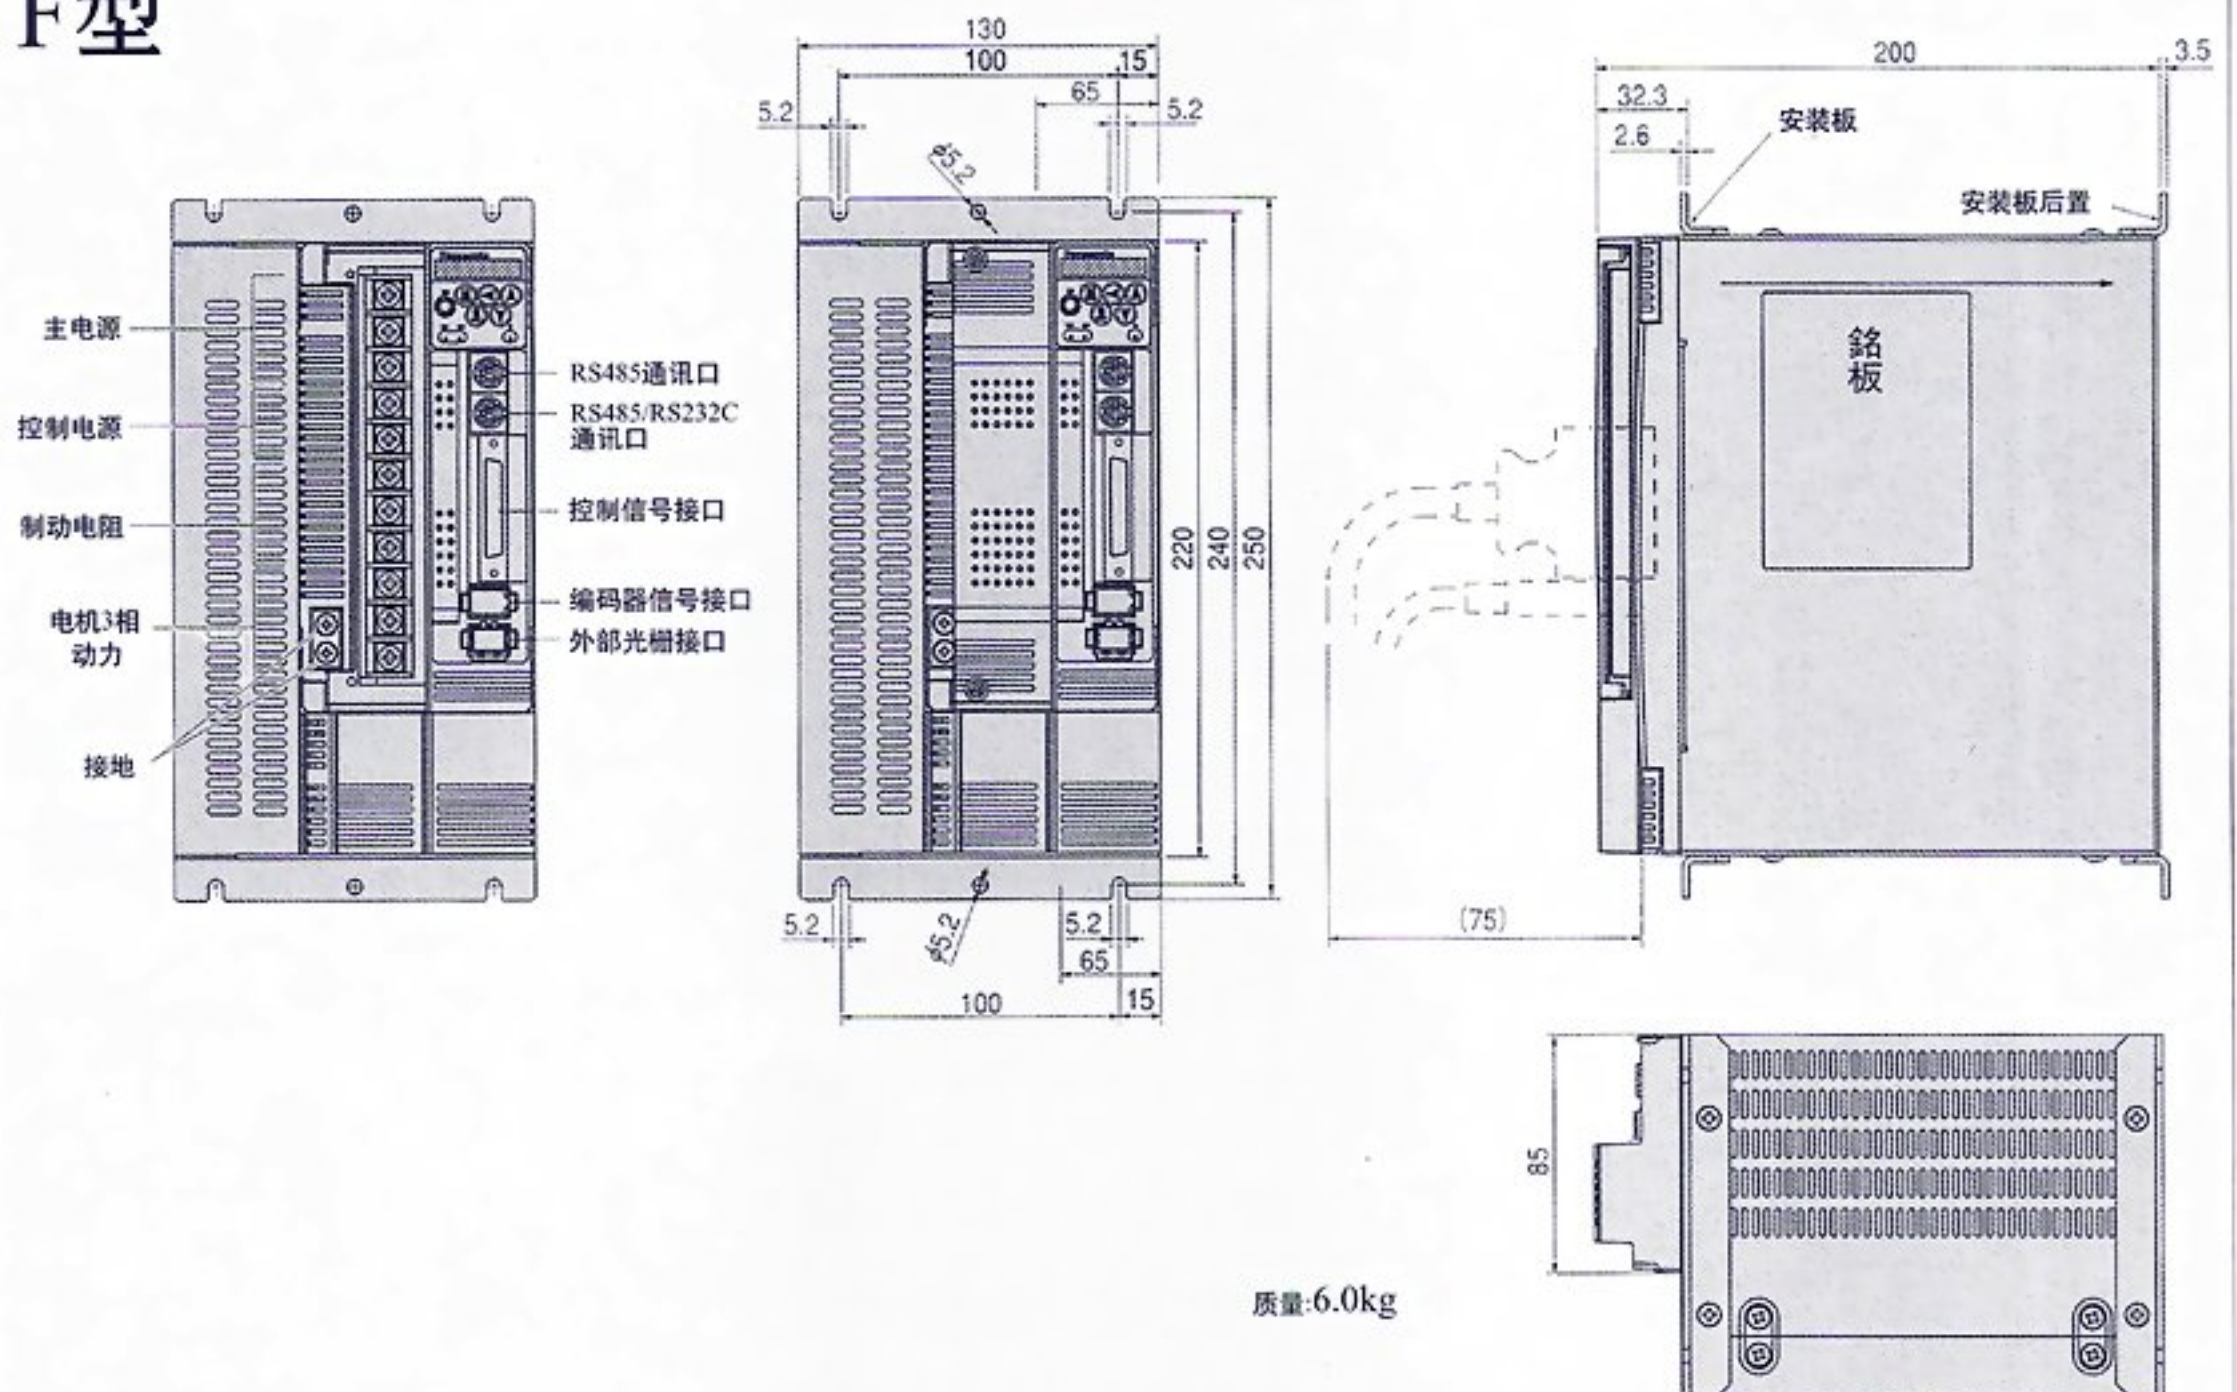 F型
130
100
15
65
5.2
5.2
φ5.2
200
3.5
32.3
2.6
安装板
安装板后置
銘板
主电源
控制电源
制动电阻
电机3相
动力
接地
RS485通讯口
RS485/RS232C
通讯口
控制信号接口
编码器信号接口
外部光栅接口
220
240
250
5.2
φ5.2
5.2
65
100
15
(75)
85
质量:6.0kg